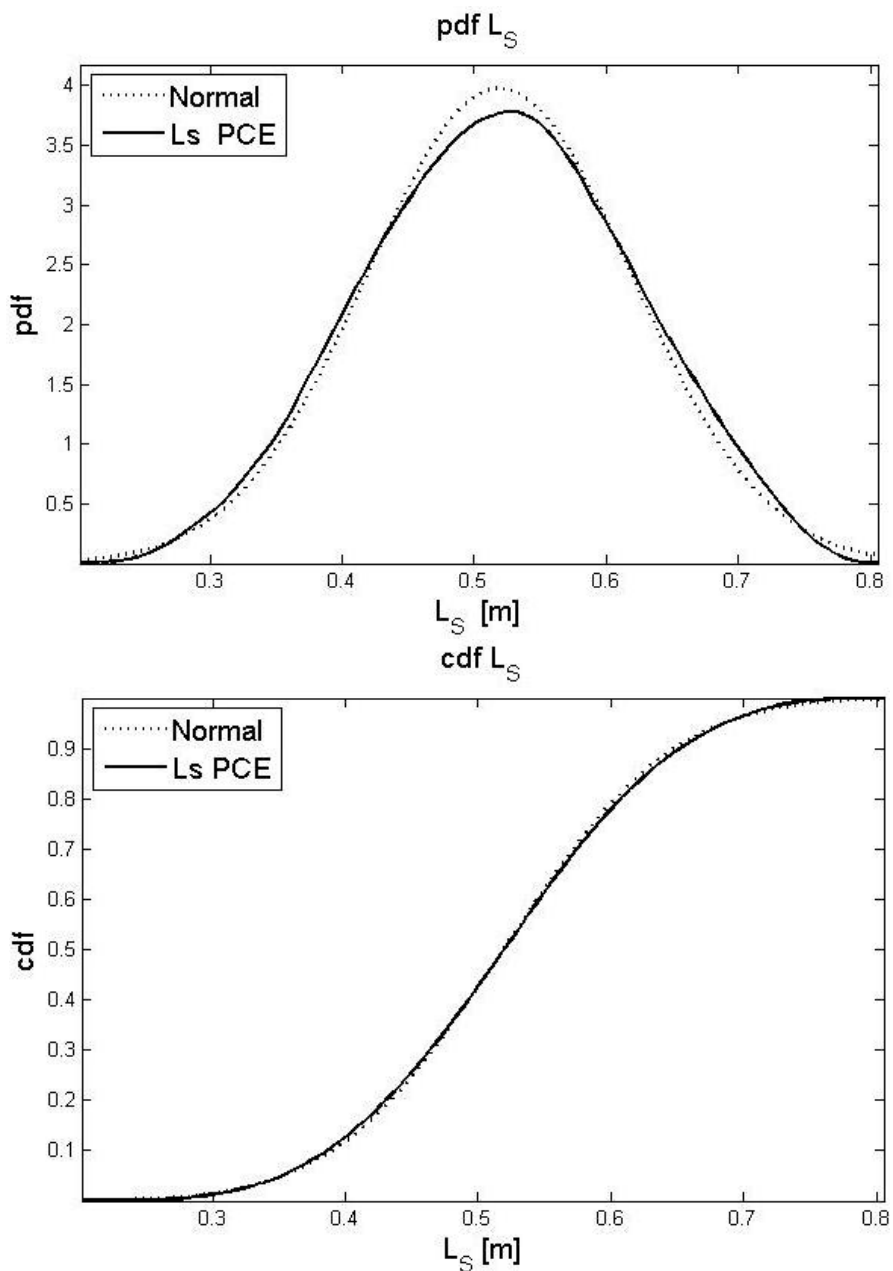 pdf L_S
Normal
Ls PCE
4
3.5
3
2.5
2
1.5
1
0.5
pdf
0.3 0.4 0.5 0.6 0.7 0.8
L_S [m]
cdf L_S
Normal
Ls PCE
0.9
0.8
0.7
0.6
0.5
0.4
0.3
0.2
0.1
cdf
0.3 0.4 0.5 0.6 0.7 0.8
L_S [m]